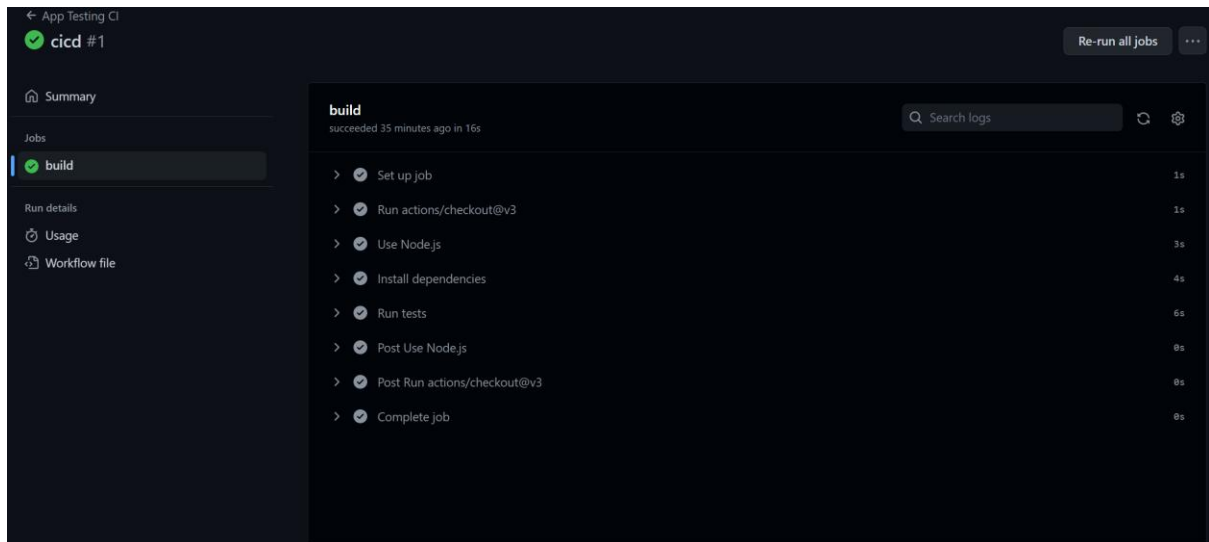 ← App Testing CI
cicd #1
Re-run all jobs
Summary
Jobs
build
Run details
Usage
Workflow file
build
succeeded 35 minutes ago in 16s
Search logs
Set up job 1s
Run actions/checkout@v3 1s
Use Node.js 3s
Install dependencies 4s
Run tests 6s
Post Use Node.js 0s
Post Run actions/checkout@v3 0s
Complete job 0s